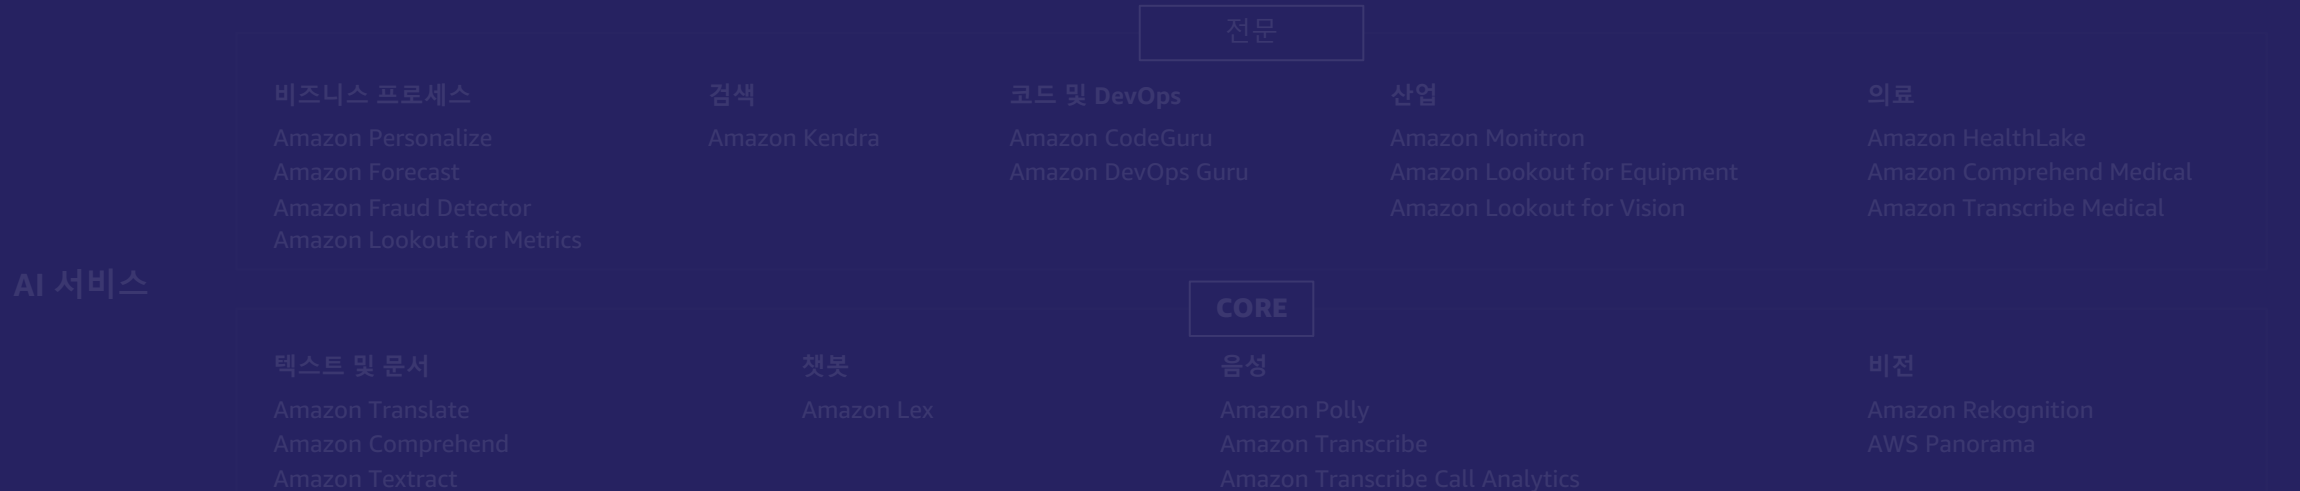 전문
비즈니스 프로세스
Amazon Personalize
Amazon Forecast
Amazon Fraud Detector
Amazon Lookout for Metrics
검색
Amazon Kendra
코드 및 DevOps
Amazon CodeGuru
Amazon DevOps Guru
산업
Amazon Monitron
Amazon Lookout for Equipment
Amazon Lookout for Vision
의료
Amazon HealthLake
Amazon Comprehend Medical
Amazon Transcribe Medical
AI 서비스
CORE
텍스트 및 문서
Amazon Translate
Amazon Comprehend
Amazon Textract
챗봇
Amazon Lex
음성
Amazon Polly
Amazon Transcribe
Amazon Transcribe Call Analytics
비전
Amazon Rekognition
AWS Panorama